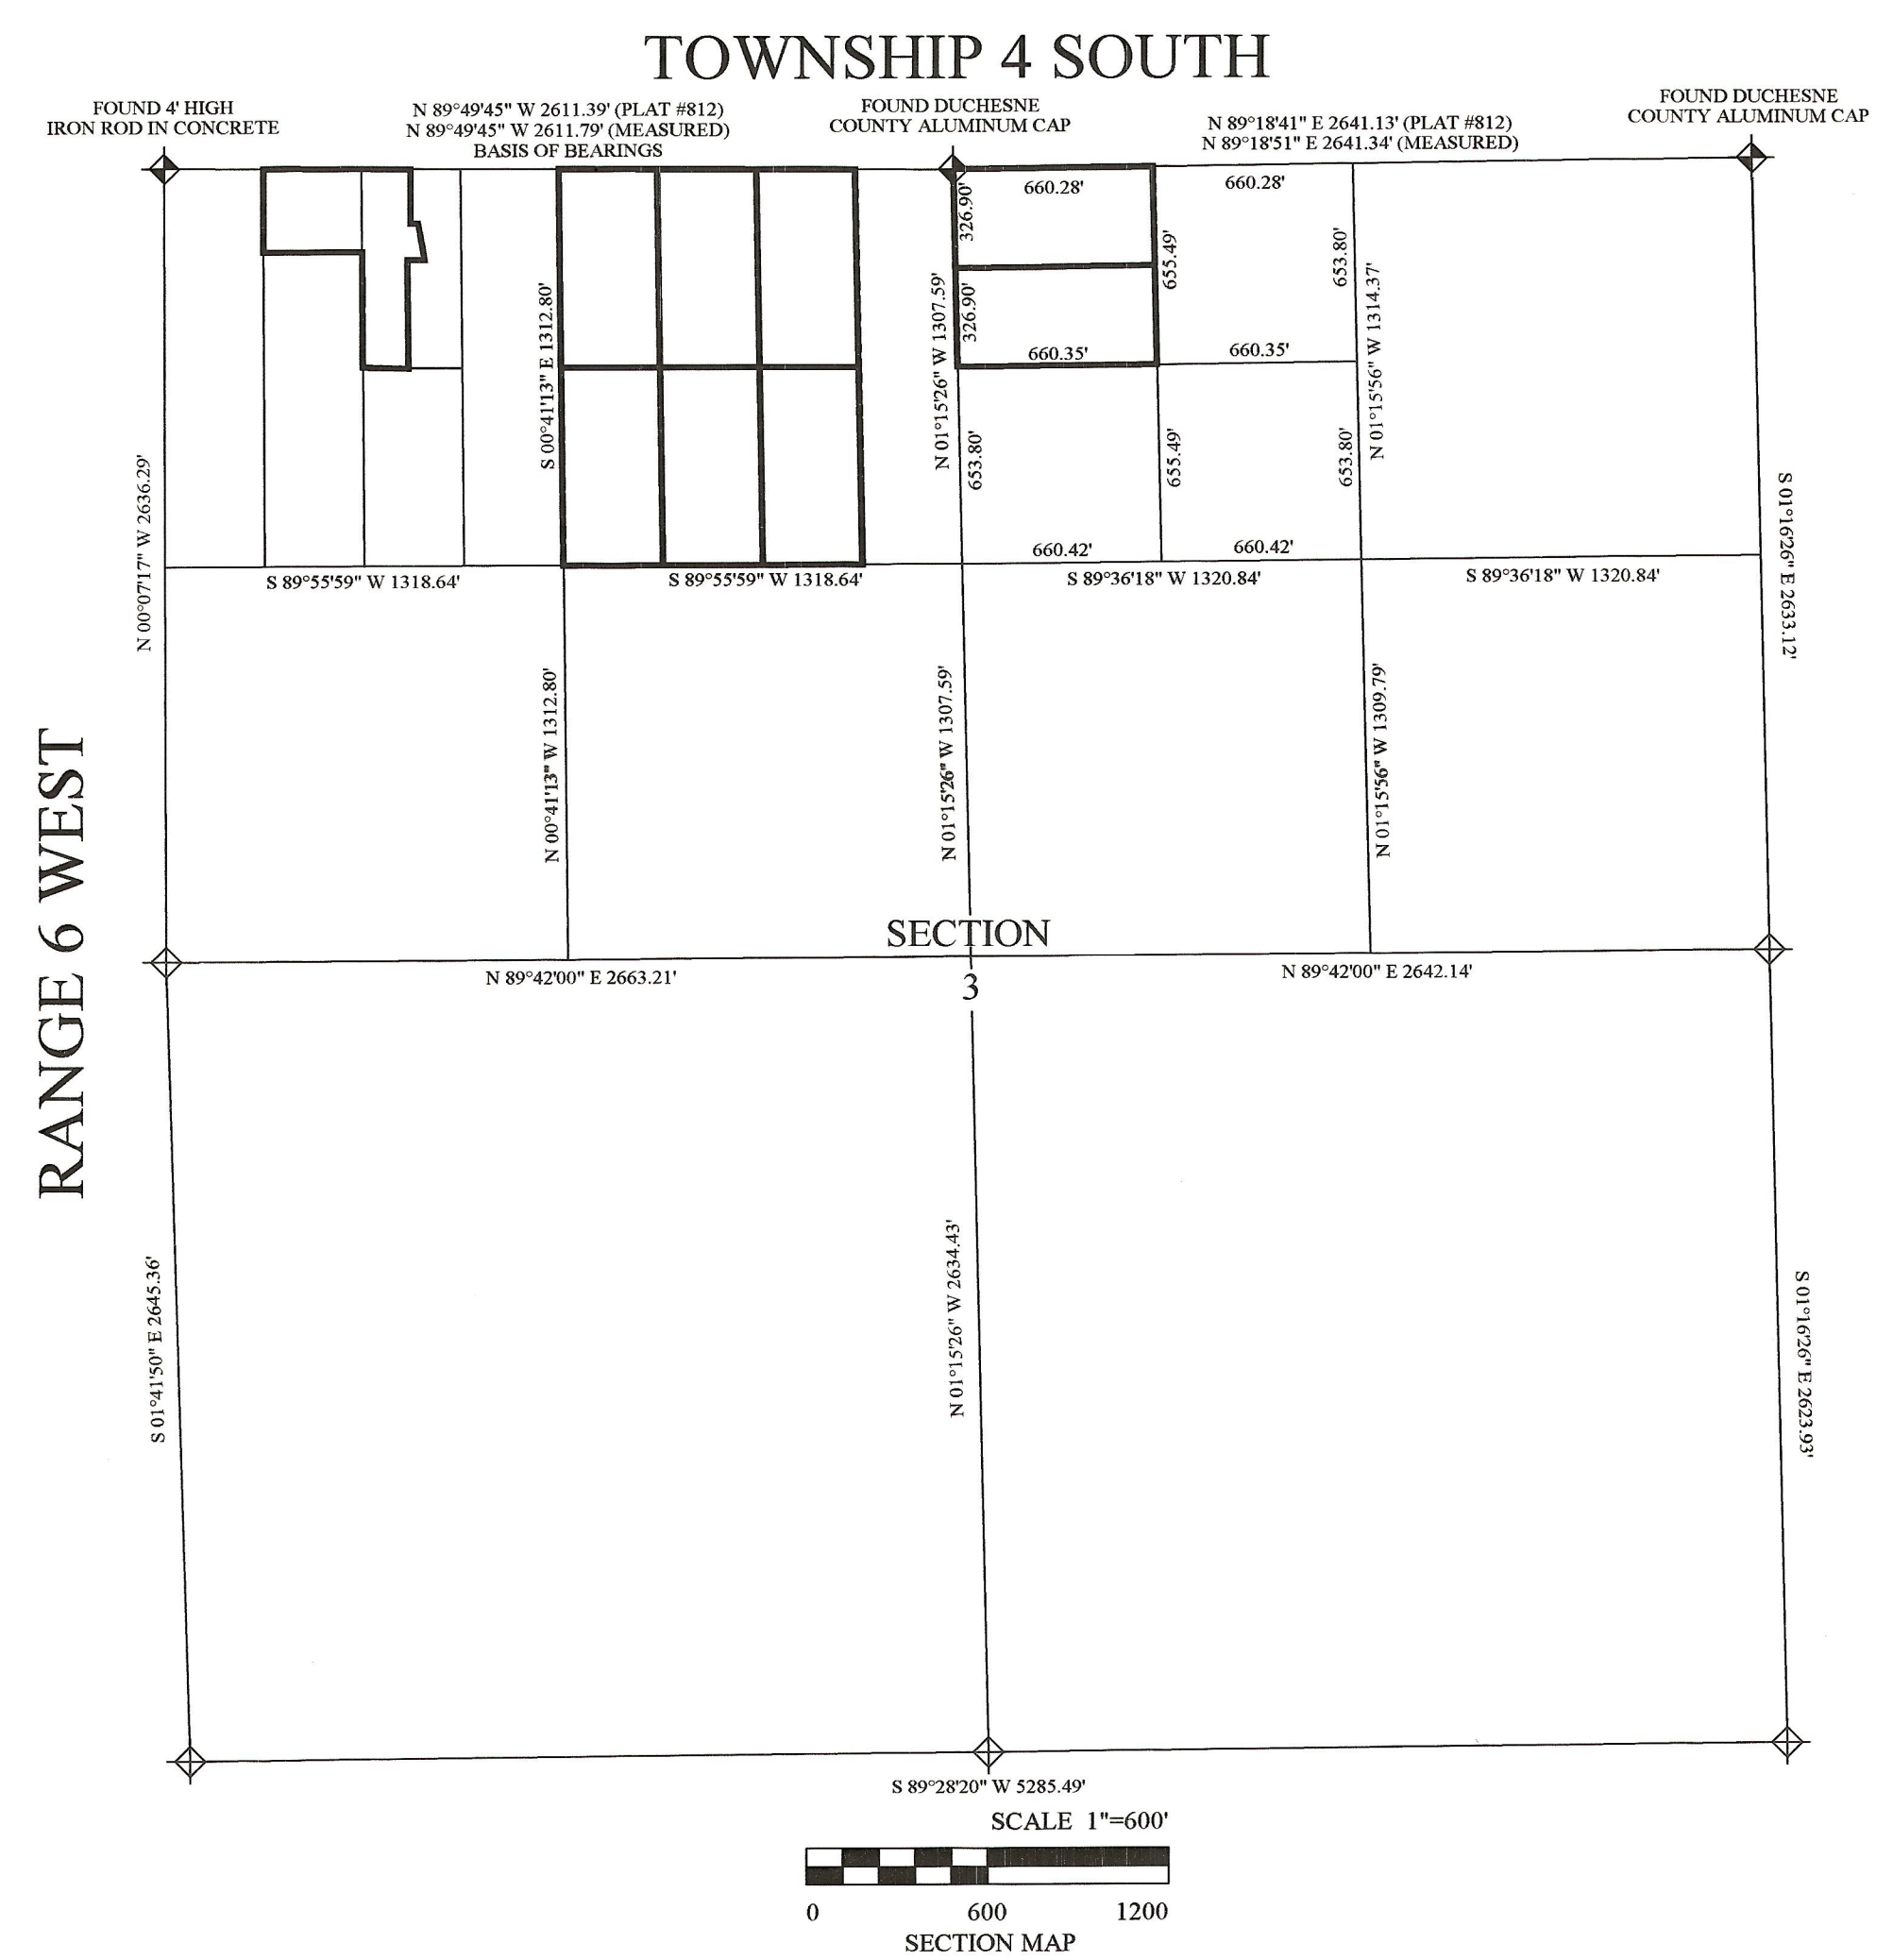 TOWNSHIP 4 SOUTH
FOUND 4' HIGH
IRON ROD IN CONCRETE
N 89°49'45" W 2611.39' (PLAT #812)
N 89°49'45" W 2611.79' (MEASURED)
BASIS OF BEARINGS
FOUND DUCHESNE
COUNTY ALUMINUM CAP
N 89°18'41" E 2641.13' (PLAT #812)
N 89°18'51" E 2641.34' (MEASURED)
FOUND DUCHESNE
COUNTY ALUMINUM CAP
660.28'
660.28'
326.90'
655.49'
653.80'
326.90'
N 01°15'26" W 1307.59'
N 01°15'56" W 1314.37'
S 00°41'13" E 1312.80'
660.35'
660.35'
653.80'
655.49'
653.80'
N 00°07'17" W 2636.29'
S 01°16'26" E 2633.12'
660.42'
660.42'
S 89°55'59" W 1318.64'
S 89°55'59" W 1318.64'
S 89°36'18" W 1320.84'
S 89°36'18" W 1320.84'
N 00°41'13" W 1312.80'
N 01°15'26" W 1307.59'
N 01°15'56" W 1309.79'
RANGE 6 WEST
SECTION
3
N 89°42'00" E 2663.21'
N 89°42'00" E 2642.14'
S 01°41'50" E 2645.36'
N 01°15'26" W 2634.43'
S 01°16'26" E 2623.93'
S 89°28'20" W 5285.49'
SCALE 1"=600'
0 600 1200
SECTION MAP